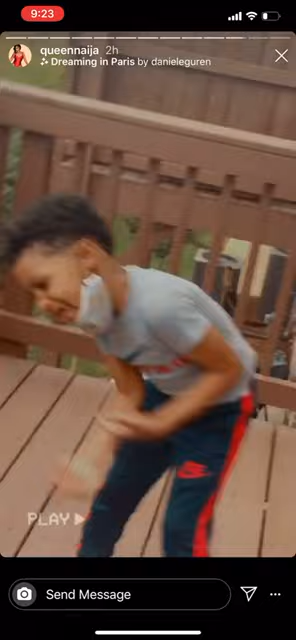 9:23
queennaija 2h
Dreaming in Paris by danieleguren
PLAY
Send Message